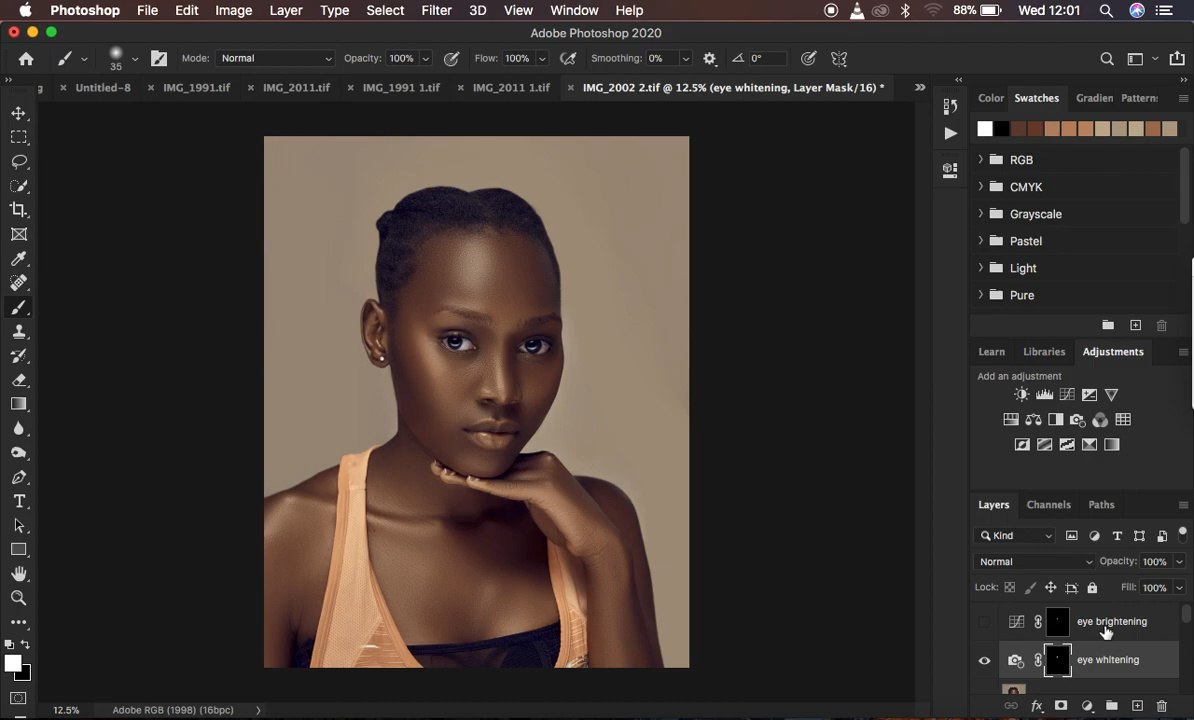 Photoshop File Edit Image Layer Type Select Filter 3D View Window Help 88% Wed 12:01
Adobe Photoshop 2020
35 Mode: Normal Opacity: 100% Flow: 100% Smoothing: 0% 0°
Untitled-8 IMG_1991.tif IMG_2011.tif IMG_1991 1.tif IMG_2011 1.tif IMG_2002 2.tif @ 12.5% (eye whitening, Layer Mask/16) *
Color Swatches Gradien Pattern:
RGB
CMYK
Grayscale
Pastel
Light
Pure
Learn Libraries Adjustments
Add an adjustment
Layers Channels Paths
Kind
Normal Opacity: 100%
Lock: Fill: 100%
eye brightening
eye whitening
12.5% Adobe RGB (1998) (16bpc)